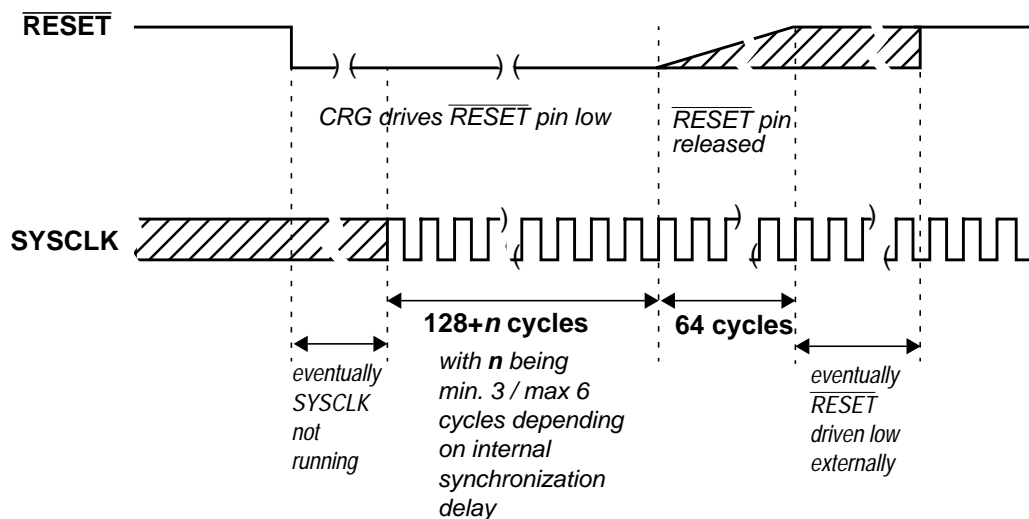 RESET
CRG drives RESET pin low
RESET pin
released
SYSCLK
128+n cycles
with n being
min. 3 / max 6
cycles depending
on internal
synchronization
delay
64 cycles
eventually
SYSCLK
not
running
eventually
RESET
driven low
externally